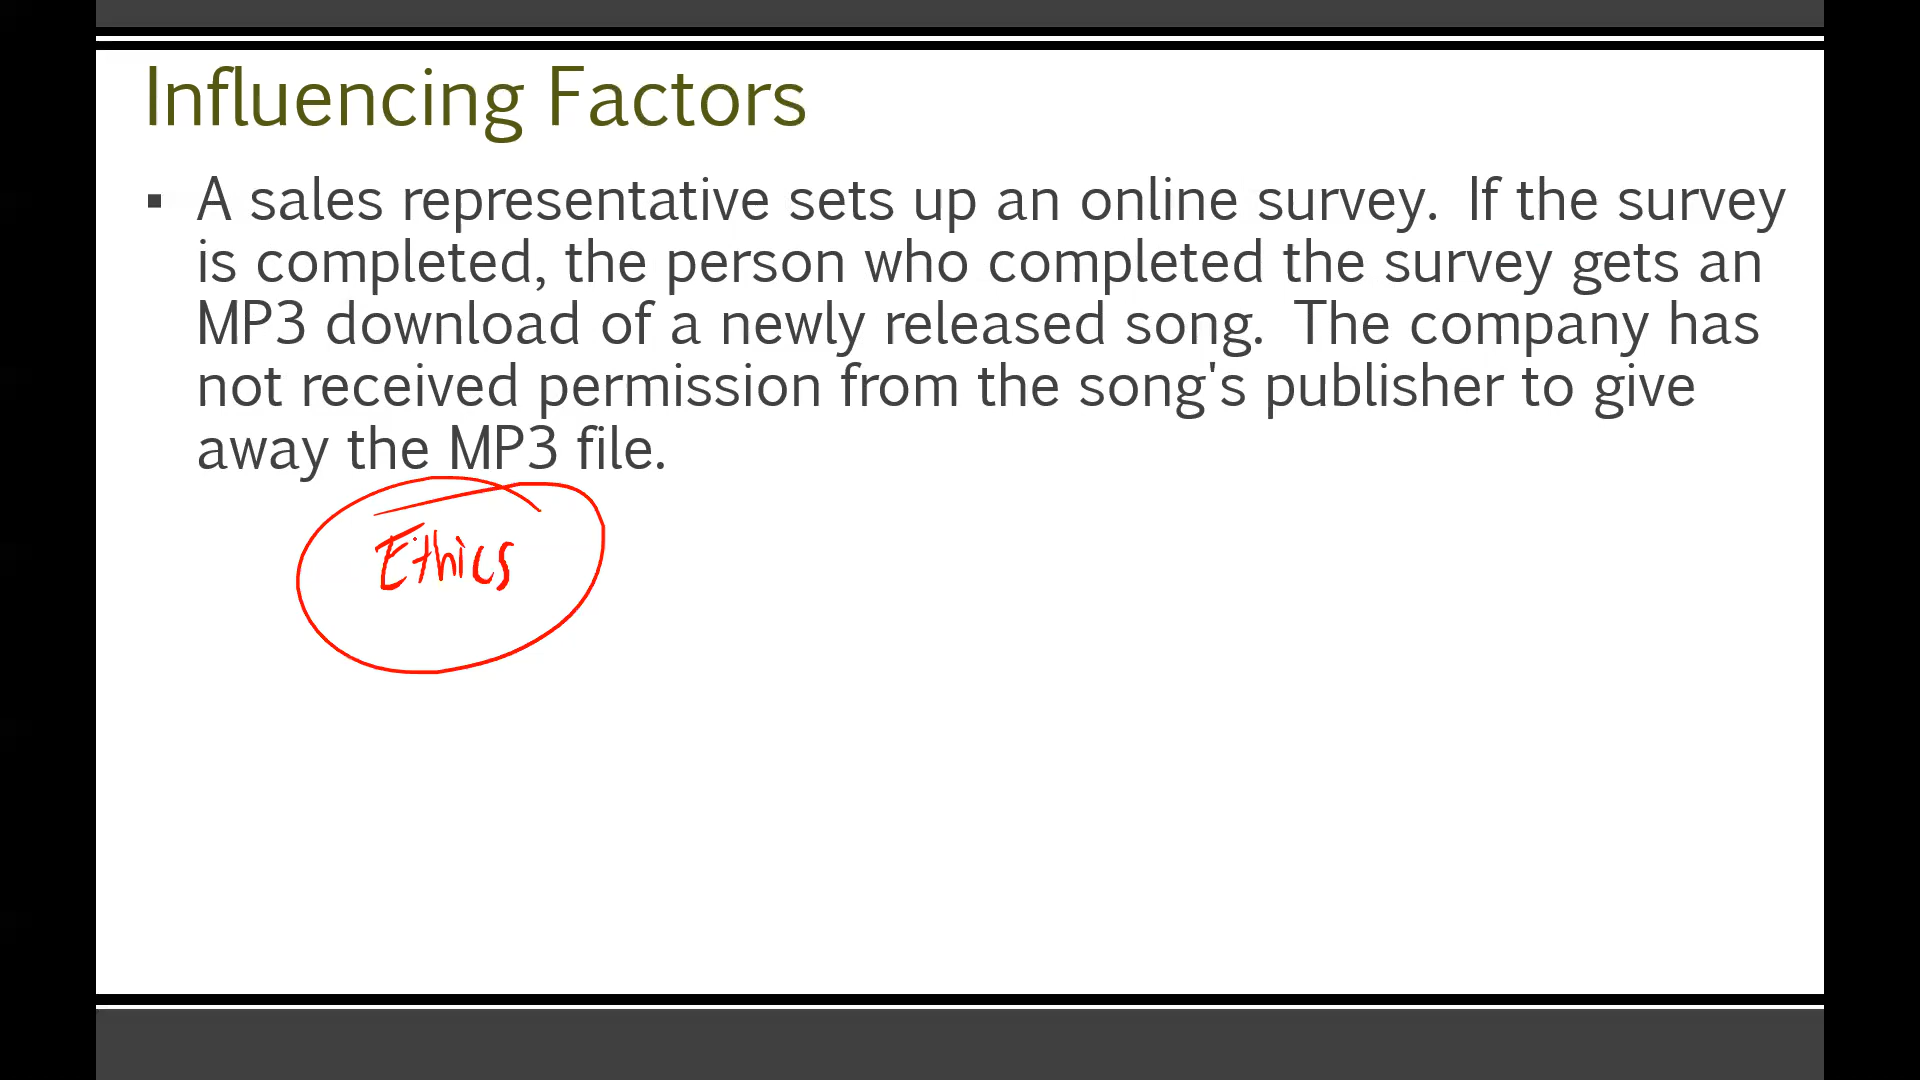 Influencing Factors
▪ A sales representative sets up an online survey.  If the survey
is completed, the person who completed the survey gets an
MP3 download of a newly released song.  The company has
not received permission from the song's publisher to give
away the MP3 file.
Ethics